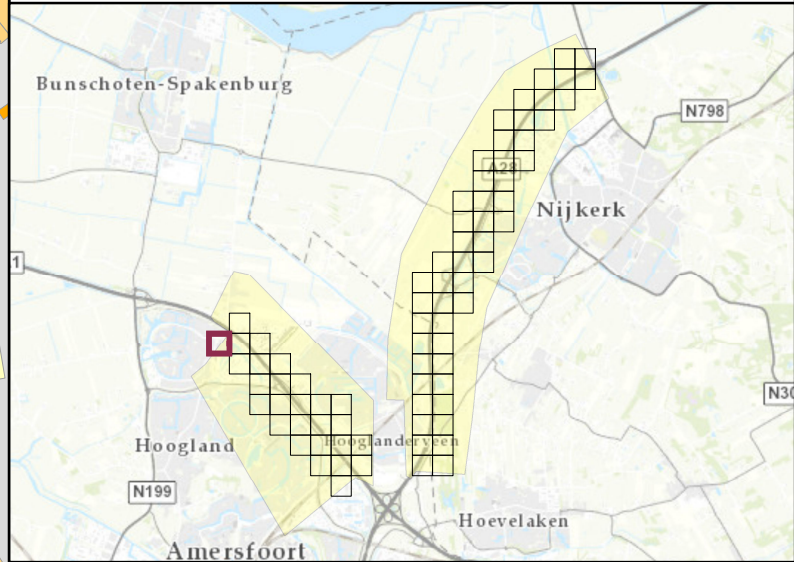 Bunschoten-Spakenburg
N798
A28
Nijkerk
1
N30
Hoogland
Hooglanderveen
N199
Hoevelaken
Amersfoort